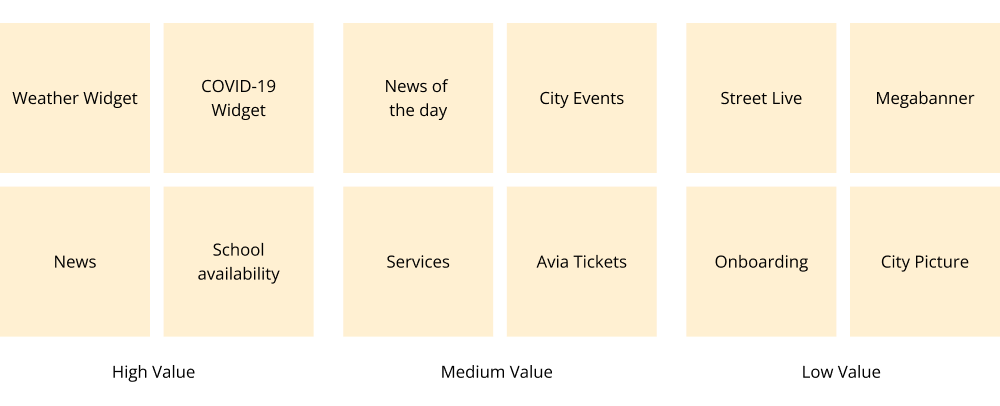 Weather Widget
COVID-19
Widget
News of
the day
City Events
Street Live
Megabanner
News
School
availability
Services
Avia Tickets
Onboarding
City Picture
High Value
Medium Value
Low Value